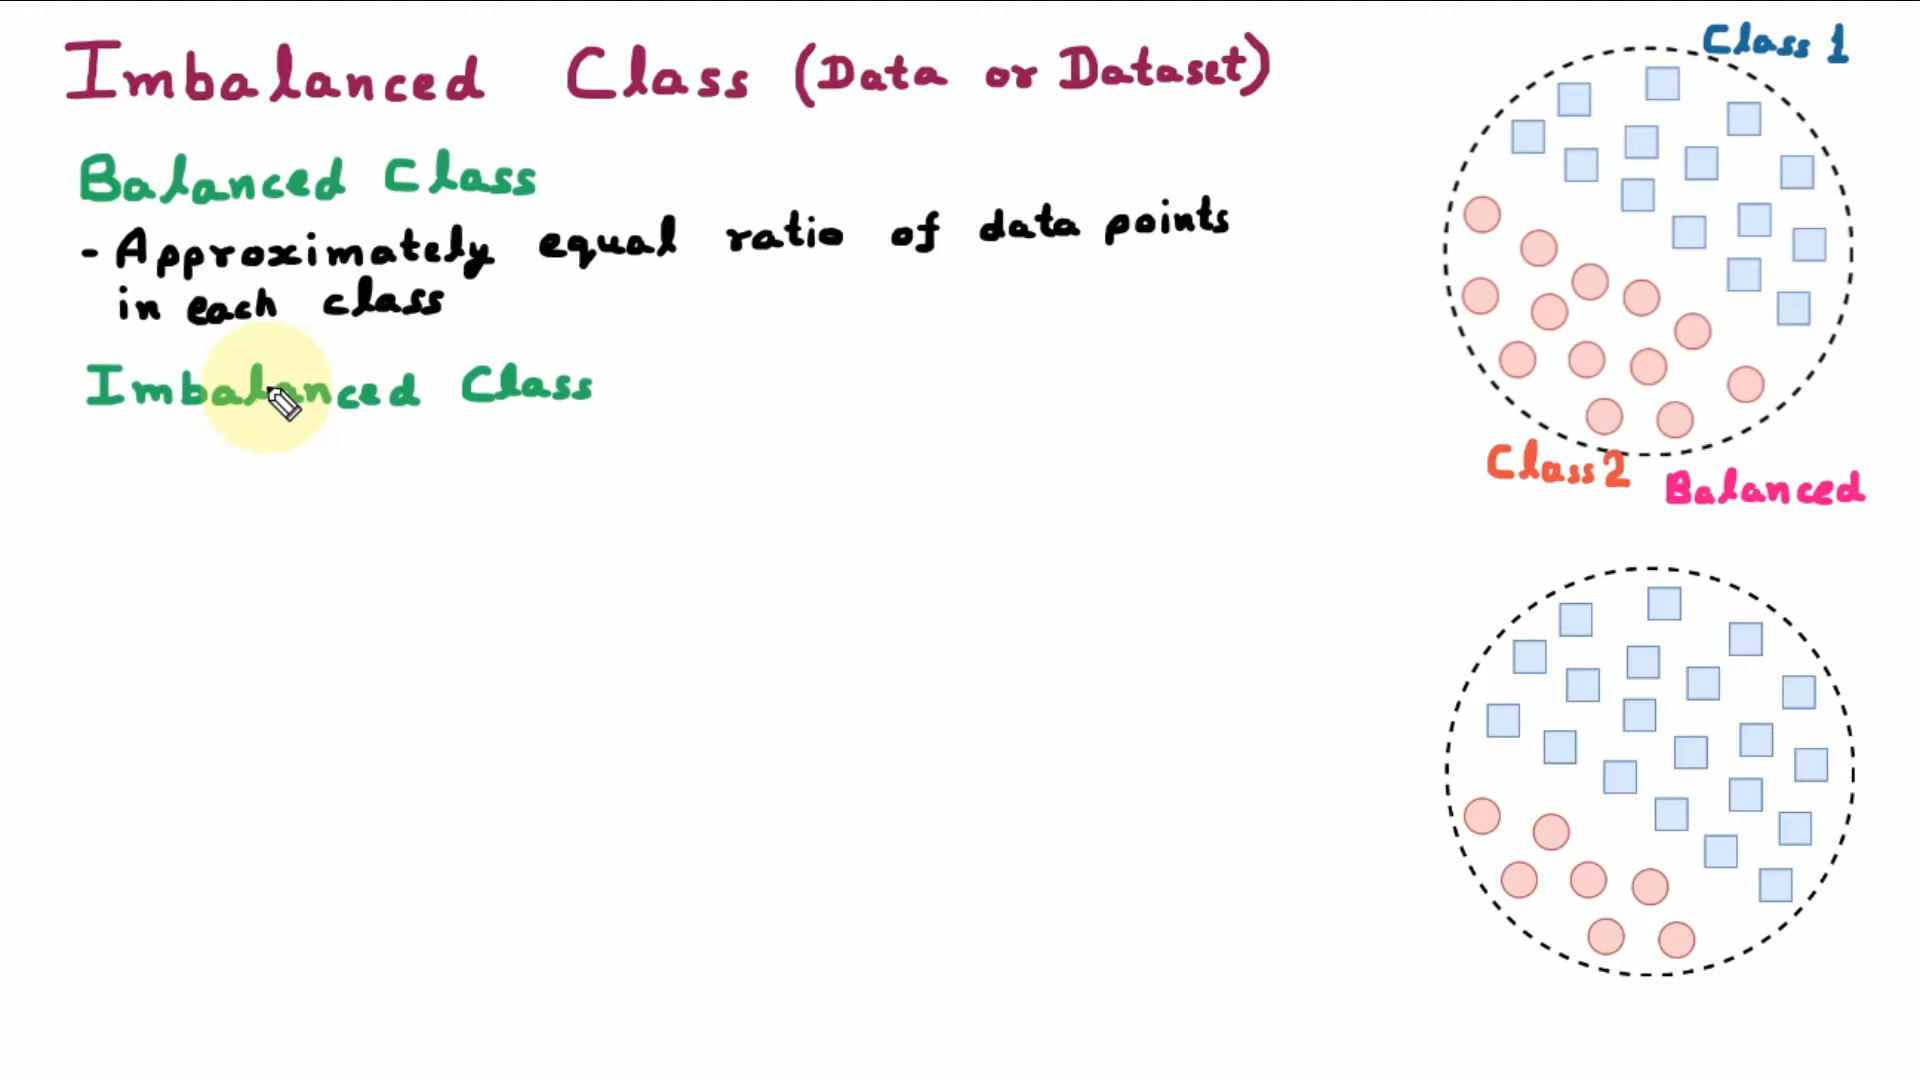 Imbalanced Class (Data or Dataset)
Balanced Class
- Approximately equal ratio of data points
in each class
Imbalanced Class
Class 1
Class 2
Balanced